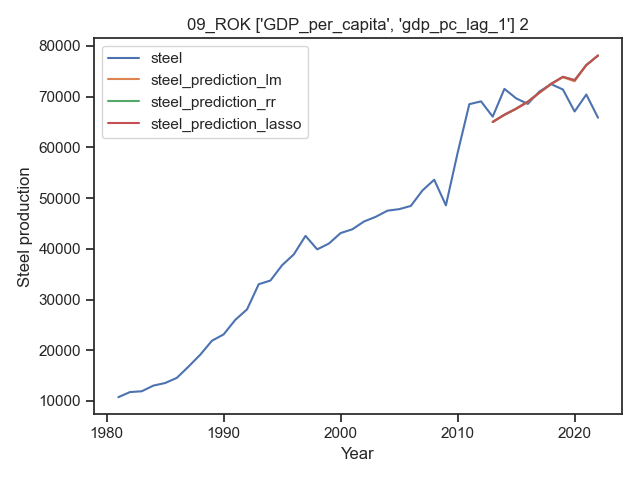 09_ROK ['GDP_per_capita', 'gdp_pc_lag_1'] 2
steel
steel_prediction_lm
steel_prediction_rr
steel_prediction_lasso
80000
70000
60000
50000
40000
30000
20000
10000
Steel production
1980
1990
2000
2010
2020
Year